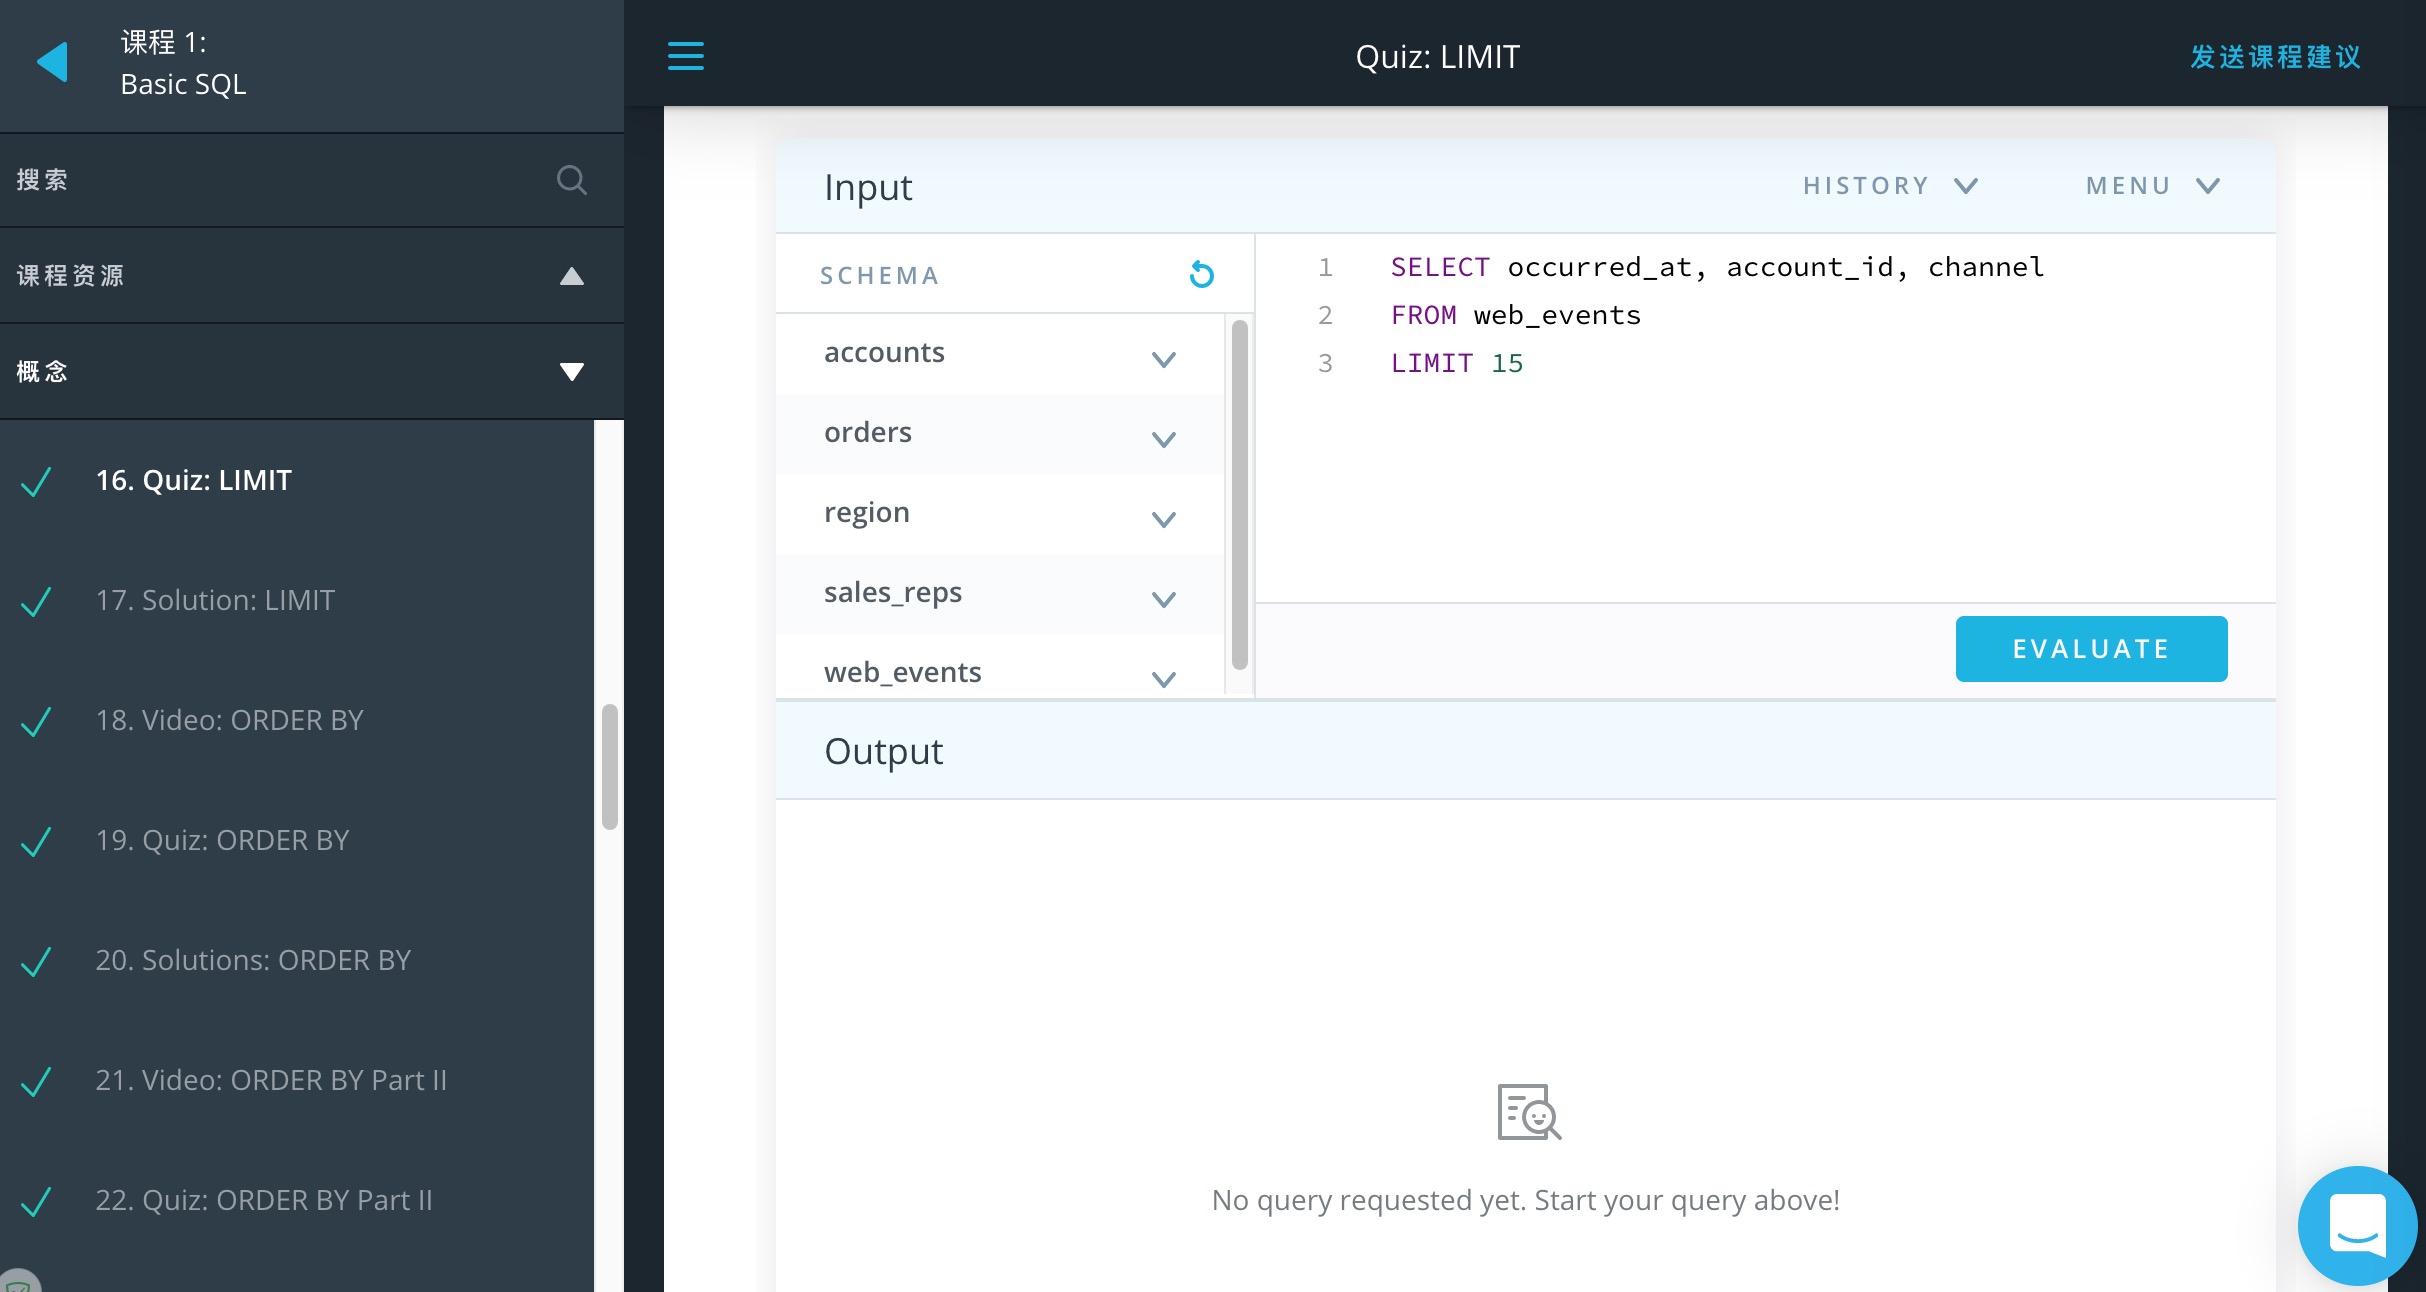 课程 1:
Basic SQL
搜索
课程资源
概念
16. Quiz: LIMIT
17. Solution: LIMIT
18. Video: ORDER BY
19. Quiz: ORDER BY
20. Solutions: ORDER BY
21. Video: ORDER BY Part II
22. Quiz: ORDER BY Part II
Quiz: LIMIT
发送课程建议
Input
HISTORY
MENU
SCHEMA
accounts
orders
region
sales_reps
web_events
1 SELECT occurred_at, account_id, channel
2 FROM web_events
3 LIMIT 15
EVALUATE
Output
No query requested yet. Start your query above!